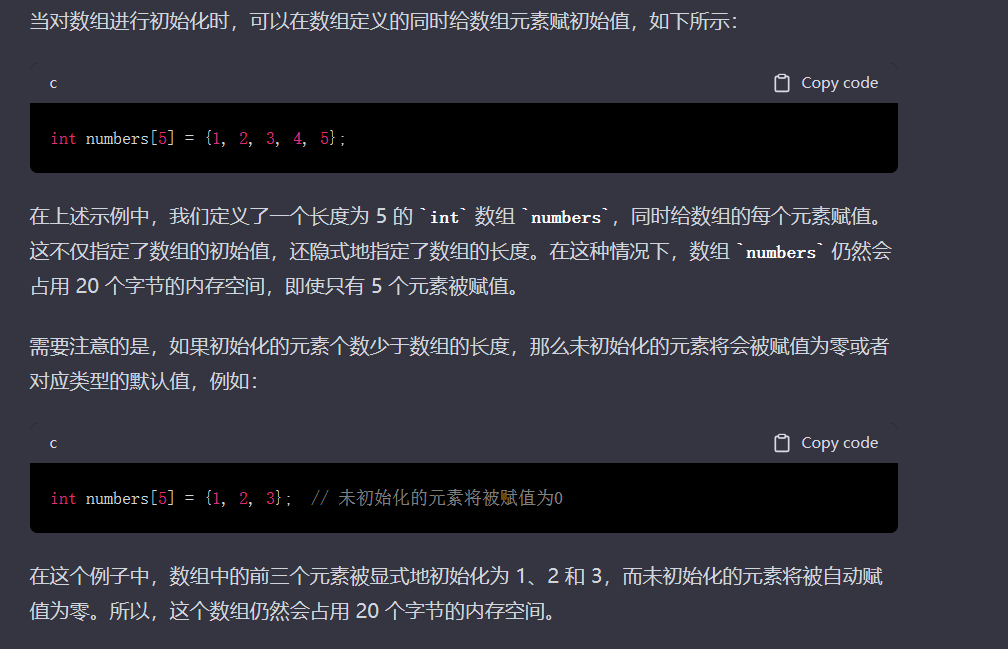 当对数组进行初始化时，可以在数组定义的同时给数组元素赋初始值，如下所示：
c
Copy code
int numbers[5] = {1, 2, 3, 4, 5};
在上述示例中，我们定义了一个长度为 5 的 `int` 数组 `numbers`，同时给数组的每个元素赋值。
这不仅指定了数组的初始值，还隐式地指定了数组的长度。在这种情况下，数组 `numbers` 仍然会
占用 20 个字节的内存空间，即使只有 5 个元素被赋值。
需要注意的是，如果初始化的元素个数少于数组的长度，那么未初始化的元素将会被赋值为零或者
对应类型的默认值，例如：
c
Copy code
int numbers[5] = {1, 2, 3};  // 未初始化的元素将被赋值为0
在这个例子中，数组中的前三个元素被显式地初始化为 1、2 和 3，而未初始化的元素将被自动赋
值为零。所以，这个数组仍然会占用 20 个字节的内存空间。